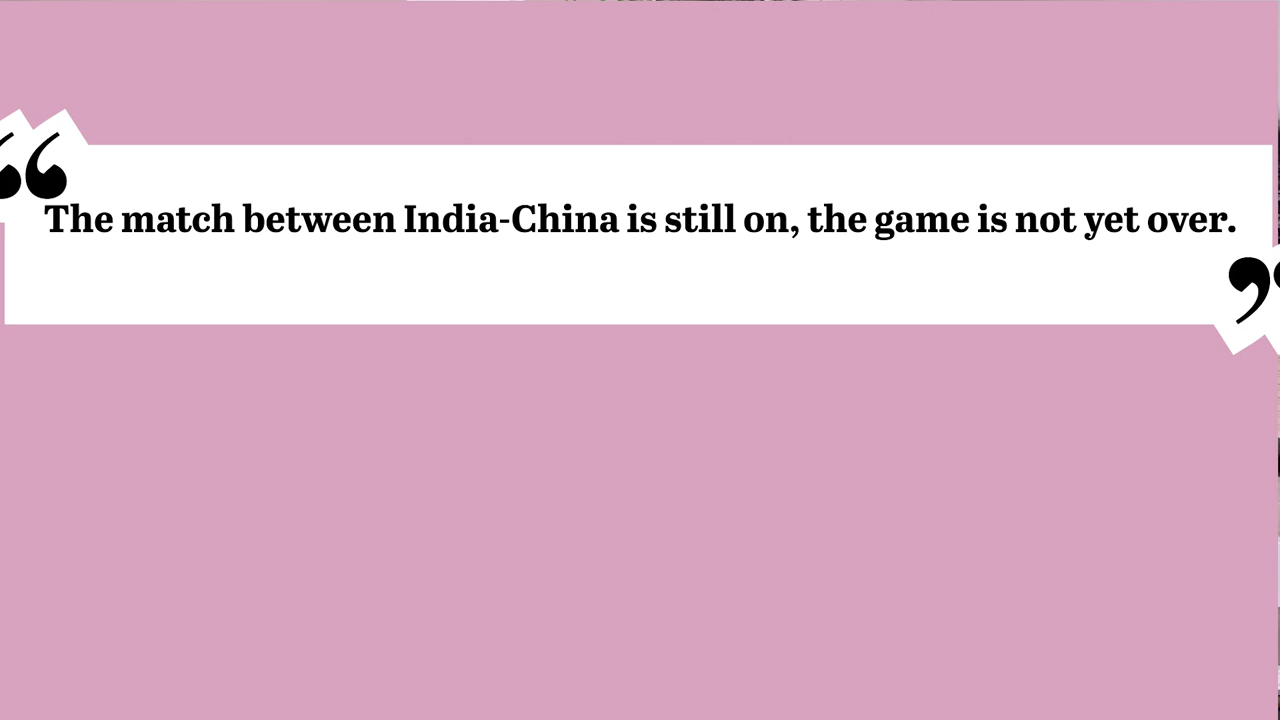 “The match between India-China is still on, the game is not yet over.”